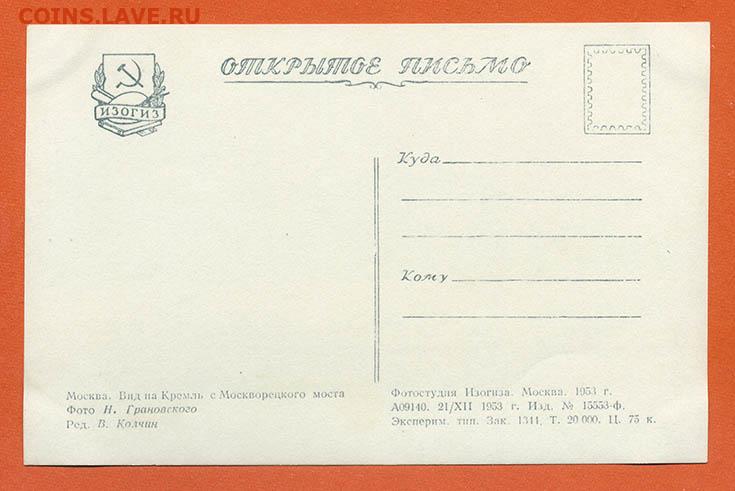 COINS.LAVE.RU
ИЗОГИЗ
ОТКРЫТОЕ ПИСЬМО
Куда
Кому
Москва. Вид на Кремль с Москворецкого моста
Фото Н. Грановского
Ред. В. Колчин
Фотостудия Изогиза. Москва. 1953 г.
А09140. 21/XII 1953 г. Изд. № 15553-ф.
Эксперим. тип. Зак. 1344. Т. 20 000. Ц. 75 к.